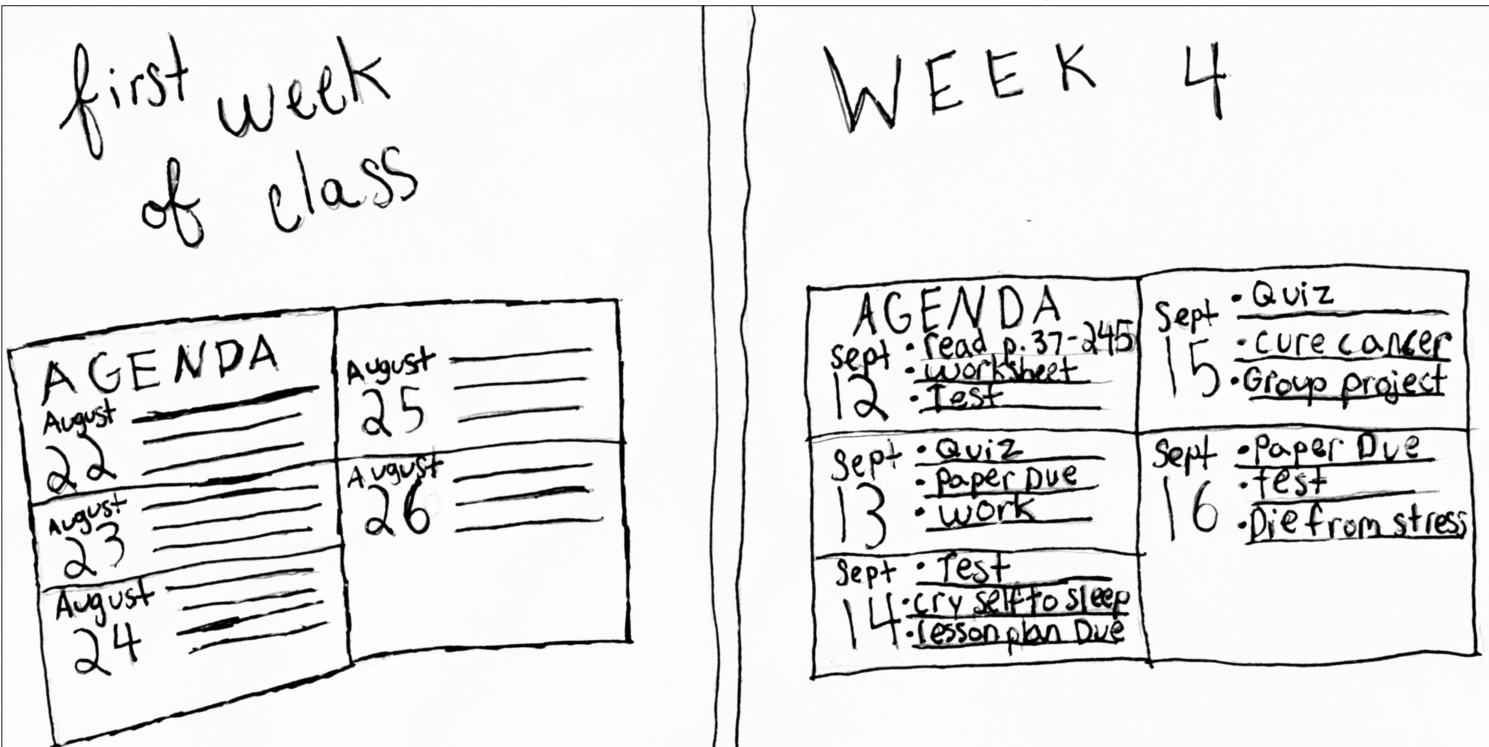 first week
of class
AGENDA
August
22
August
23
August
24
August
25
August
26
WEEK 4
AGENDA
Sept
12
• read p. 37-245
• worksheet
• Test
Sept
13
• Quiz
• Paper Due
• work
Sept
14
• Test
• cry self to sleep
• lesson plan Due
Sept
15
• Quiz
• cure cancer
• Group project
Sept
16
• Paper Due
• test
• Die from stress